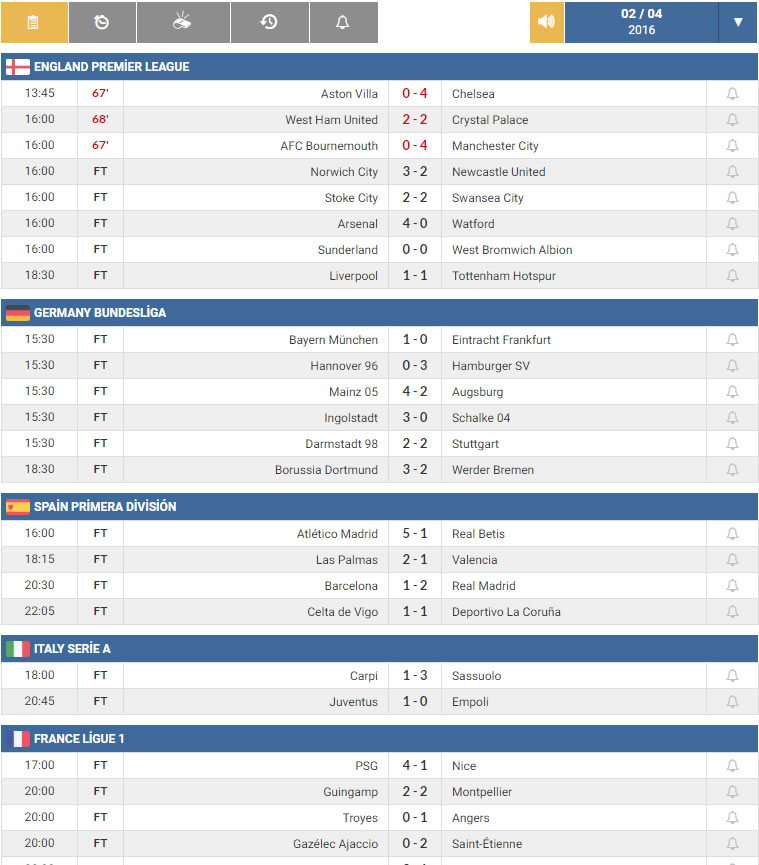 02 / 04
2016
▼
ENGLAND PREMİER LEAGUE
13:45 67' Aston Villa 0 - 4 Chelsea
16:00 68' West Ham United 2 - 2 Crystal Palace
16:00 67' AFC Bournemouth 0 - 4 Manchester City
16:00 FT Norwich City 3 - 2 Newcastle United
16:00 FT Stoke City 2 - 2 Swansea City
16:00 FT Arsenal 4 - 0 Watford
16:00 FT Sunderland 0 - 0 West Bromwich Albion
18:30 FT Liverpool 1 - 1 Tottenham Hotspur
GERMANY BUNDESLİGA
15:30 FT Bayern München 1 - 0 Eintracht Frankfurt
15:30 FT Hannover 96 0 - 3 Hamburger SV
15:30 FT Mainz 05 4 - 2 Augsburg
15:30 FT Ingolstadt 3 - 0 Schalke 04
15:30 FT Darmstadt 98 2 - 2 Stuttgart
18:30 FT Borussia Dortmund 3 - 2 Werder Bremen
SPAİN PRİMERA DİVİSİÓN
16:00 FT Atlético Madrid 5 - 1 Real Betis
18:15 FT Las Palmas 2 - 1 Valencia
20:30 FT Barcelona 1 - 2 Real Madrid
22:05 FT Celta de Vigo 1 - 1 Deportivo La Coruña
ITALY SERİE A
18:00 FT Carpi 1 - 3 Sassuolo
20:45 FT Juventus 1 - 0 Empoli
FRANCE LİGUE 1
17:00 FT PSG 4 - 1 Nice
20:00 FT Guingamp 2 - 2 Montpellier
20:00 FT Troyes 0 - 1 Angers
20:00 FT Gazélec Ajaccio 0 - 2 Saint-Étienne